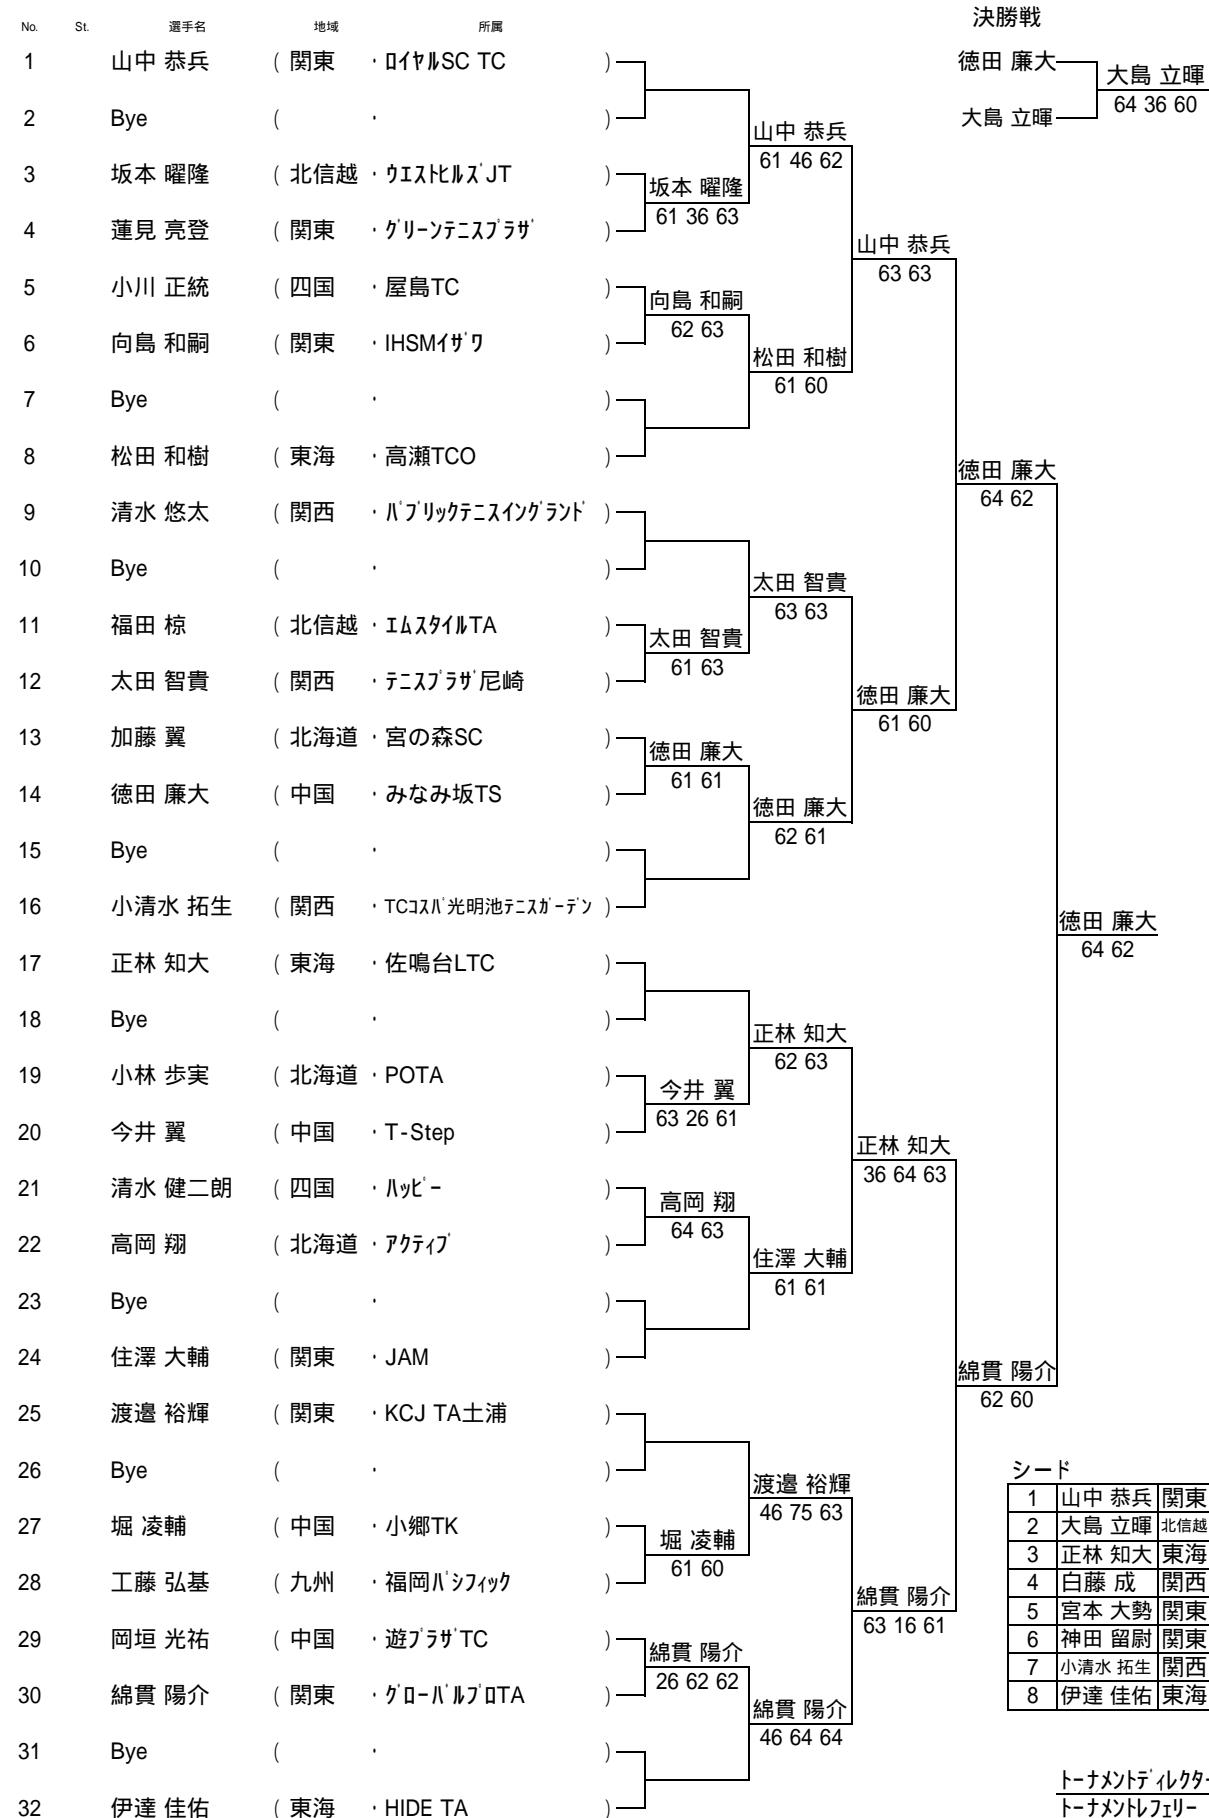 No. St. 選手名 地域 所属
1 山中 恭兵 ( 関東 ・ ロイヤルSC TC )
2 Bye ( ・ )
3 坂本 曜隆 ( 北信越 ・ ウエストヒルズJT )
4 蓮見 亮登 ( 関東 ・ グリーンテニスプラザ )
5 小川 正統 ( 四国 ・ 屋島TC )
6 向島 和嗣 ( 関東 ・ IHSMイザワ )
7 Bye ( ・ )
8 松田 和樹 ( 東海 ・ 高瀬TCO )
9 清水 悠太 ( 関西 ・ パブリックテニスイングランド )
10 Bye ( ・ )
11 福田 椋 ( 北信越 ・ エムスタイルTA )
12 太田 智貴 ( 関西 ・ テニスプラザ尼崎 )
13 加藤 翼 ( 北海道 ・ 宮の森SC )
14 徳田 廉大 ( 中国 ・ みなみ坂TS )
15 Bye ( ・ )
16 小清水 拓生 ( 関西 ・ TCコスパ光明池テニスガーデン )
17 正林 知大 ( 東海 ・ 佐鳴台LTC )
18 Bye ( ・ )
19 小林 歩実 ( 北海道 ・ POTA )
20 今井 翼 ( 中国 ・ T-Step )
21 清水 健二朗 ( 四国 ・ ハッピー )
22 高岡 翔 ( 北海道 ・ アクティブ )
23 Bye ( ・ )
24 住澤 大輔 ( 関東 ・ JAM )
25 渡邉 裕輝 ( 関東 ・ KCJ TA土浦 )
26 Bye ( ・ )
27 堀 凌輔 ( 中国 ・ 小郷TK )
28 工藤 弘基 ( 九州 ・ 福岡パシフィック )
29 岡垣 光祐 ( 中国 ・ 遊プラザTC )
30 綿貫 陽介 ( 関東 ・ グローバルプロTA )
31 Bye ( ・ )
32 伊達 佳佑 ( 東海 ・ HIDE TA )
坂本 曜隆
61 36 63
向島 和嗣
62 63
太田 智貴
61 63
徳田 廉大
61 61
今井 翼
63 26 61
高岡 翔
64 63
堀 凌輔
61 60
綿貫 陽介
26 62 62
山中 恭兵
61 46 62
松田 和樹
61 60
太田 智貴
63 63
徳田 廉大
62 61
正林 知大
62 63
住澤 大輔
61 61
渡邉 裕輝
46 75 63
綿貫 陽介
46 64 64
山中 恭兵
63 63
徳田 廉大
61 60
正林 知大
36 64 63
綿貫 陽介
63 16 61
徳田 廉大
64 62
綿貫 陽介
62 60
徳田 廉大
64 62
決勝戦
徳田 廉大
大島 立暉
大島 立暉
64 36 60
シード
1 山中 恭兵 関東
2 大島 立暉 北信越
3 正林 知大 東海
4 白藤 成 関西
5 宮本 大勢 関東
6 神田 留尉 関東
7 小清水 拓生 関西
8 伊達 佳佑 東海
トーナメントディレクター
トーナメントレフェリー